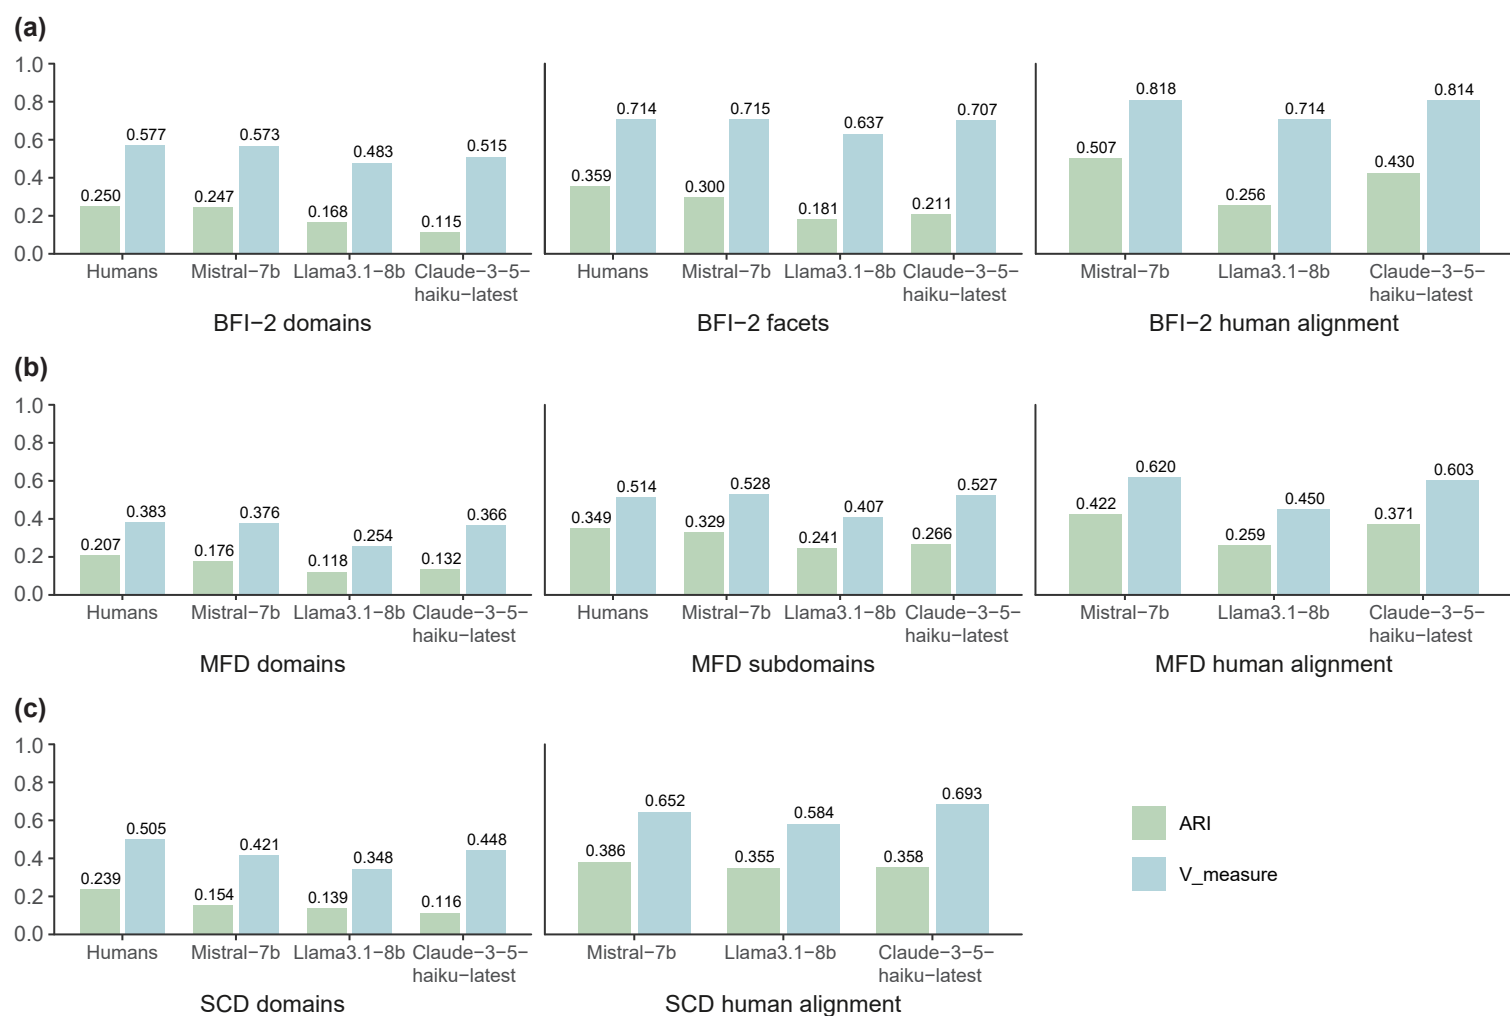 (a)
1.0
0.8
0.6
0.4
0.2
0.0
0.250 0.577 0.247 0.573 0.168 0.483 0.115 0.515
Humans Mistral−7b Llama3.1−8b Claude−3−5−
haiku−latest
BFI−2 domains
0.359 0.714 0.300 0.715 0.181 0.637 0.211 0.707
Humans Mistral−7b Llama3.1−8b Claude−3−5−
haiku−latest
BFI−2 facets
0.507 0.818 0.256 0.714 0.430 0.814
Mistral−7b Llama3.1−8b Claude−3−5−
haiku−latest
BFI−2 human alignment
(b)
1.0
0.8
0.6
0.4
0.2
0.0
0.207 0.383 0.176 0.376 0.118 0.254 0.132 0.366
Humans Mistral−7b Llama3.1−8b Claude−3−5−
haiku−latest
MFD domains
0.349 0.514 0.329 0.528 0.241 0.407 0.266 0.527
Humans Mistral−7b Llama3.1−8b Claude−3−5−
haiku−latest
MFD subdomains
0.422 0.620 0.259 0.450 0.371 0.603
Mistral−7b Llama3.1−8b Claude−3−5−
haiku−latest
MFD human alignment
(c)
1.0
0.8
0.6
0.4
0.2
0.0
0.239 0.505 0.154 0.421 0.139 0.348 0.116 0.448
Humans Mistral−7b Llama3.1−8b Claude−3−5−
haiku−latest
SCD domains
0.386 0.652 0.355 0.584 0.358 0.693
Mistral−7b Llama3.1−8b Claude−3−5−
haiku−latest
SCD human alignment
ARI
V_measure